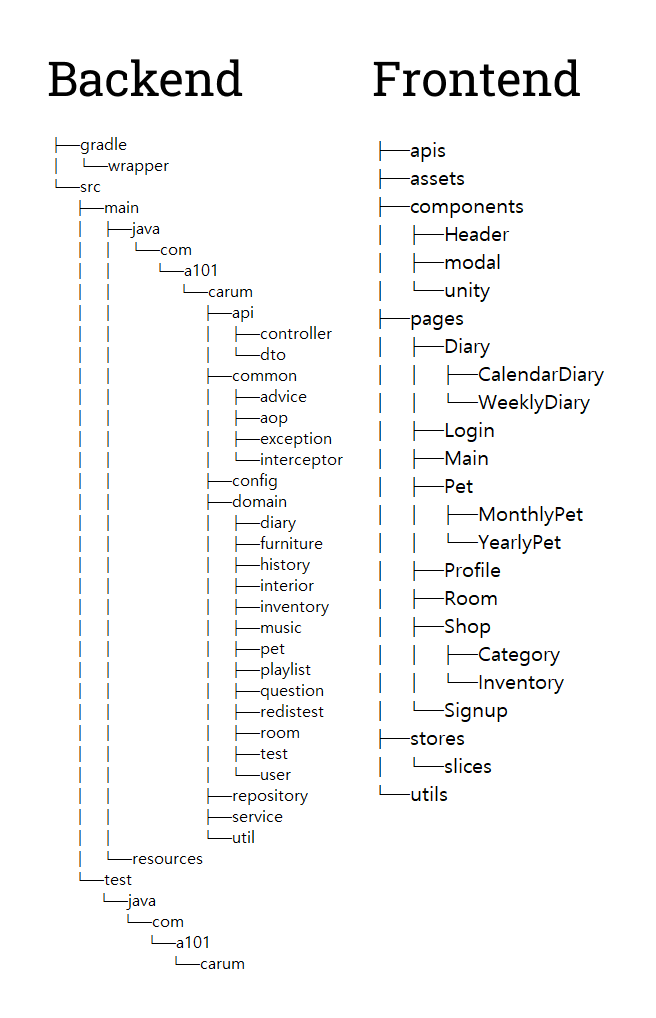 Backend
├──gradle
│  └──wrapper
└──src
   ├──main
   │  ├──java
   │  │  └──com
   │  │     └──a101
   │  │        └──carum
   │  │           ├──api
   │  │           │  ├──controller
   │  │           │  └──dto
   │  │           ├──common
   │  │           │  ├──advice
   │  │           │  ├──aop
   │  │           │  ├──exception
   │  │           │  └──interceptor
   │  │           ├──config
   │  │           ├──domain
   │  │           │  ├──diary
   │  │           │  ├──furniture
   │  │           │  ├──history
   │  │           │  ├──interior
   │  │           │  ├──inventory
   │  │           │  ├──music
   │  │           │  ├──pet
   │  │           │  ├──playlist
   │  │           │  ├──question
   │  │           │  ├──redistest
   │  │           │  ├──room
   │  │           │  ├──test
   │  │           │  └──user
   │  │           ├──repository
   │  │           ├──service
   │  │           └──util
   │  └──resources
   └──test
      └──java
         └──com
            └──a101
               └──carum
Frontend
├──apis
├──assets
├──components
│  ├──Header
│  ├──modal
│  └──unity
├──pages
│  ├──Diary
│  │  ├──CalendarDiary
│  │  └──WeeklyDiary
│  ├──Login
│  ├──Main
│  ├──Pet
│  │  ├──MonthlyPet
│  │  └──YearlyPet
│  ├──Profile
│  ├──Room
│  ├──Shop
│  │  ├──Category
│  │  └──Inventory
│  └──Signup
├──stores
│  └──slices
└──utils